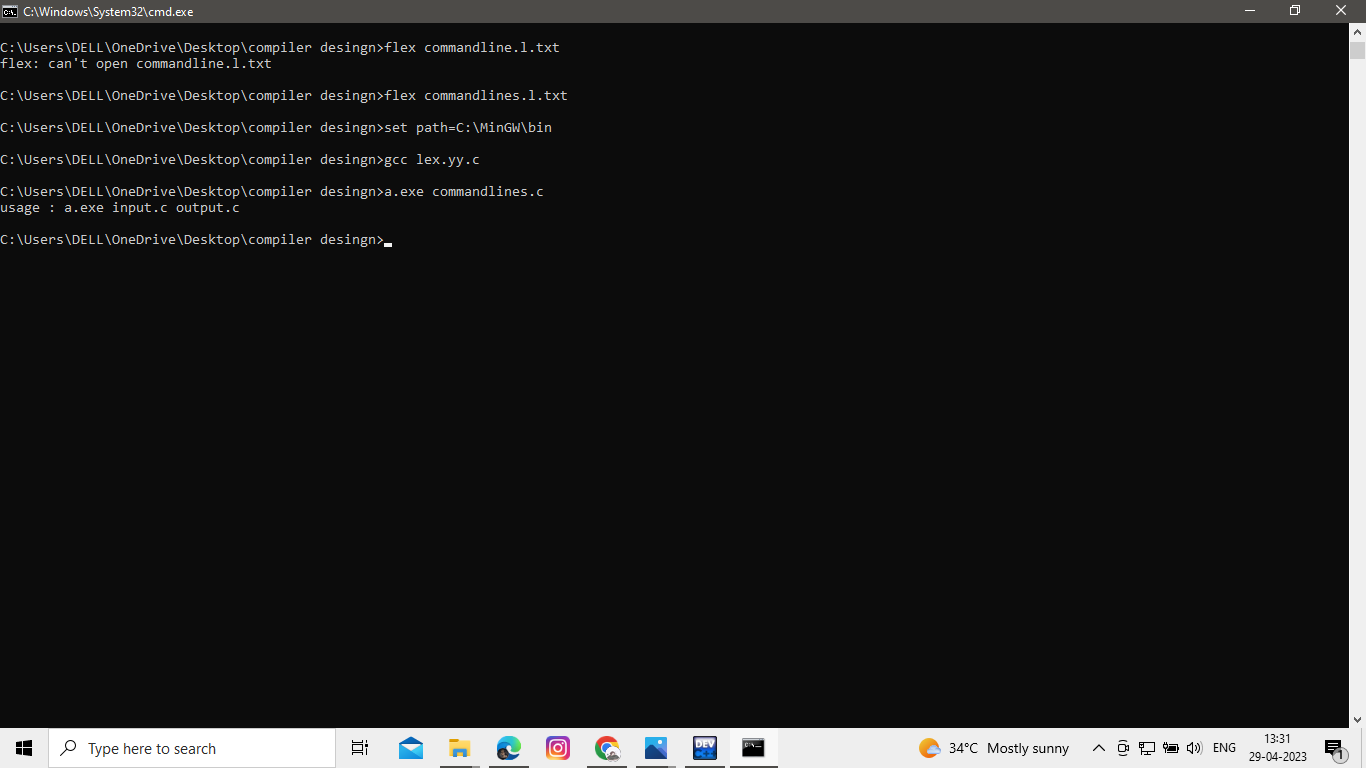 C:\Windows\System32\cmd.exe
C:\Users\DELL\OneDrive\Desktop\compiler desingn>flex commandline.l.txt
flex: can't open commandline.l.txt
C:\Users\DELL\OneDrive\Desktop\compiler desingn>flex commandlines.l.txt
C:\Users\DELL\OneDrive\Desktop\compiler desingn>set path=C:\MinGW\bin
C:\Users\DELL\OneDrive\Desktop\compiler desingn>gcc lex.yy.c
C:\Users\DELL\OneDrive\Desktop\compiler desingn>a.exe commandlines.c
usage : a.exe input.c output.c
C:\Users\DELL\OneDrive\Desktop\compiler desingn>
Type here to search
DEV
34°C Mostly sunny
ENG
13:31
29-04-2023
1